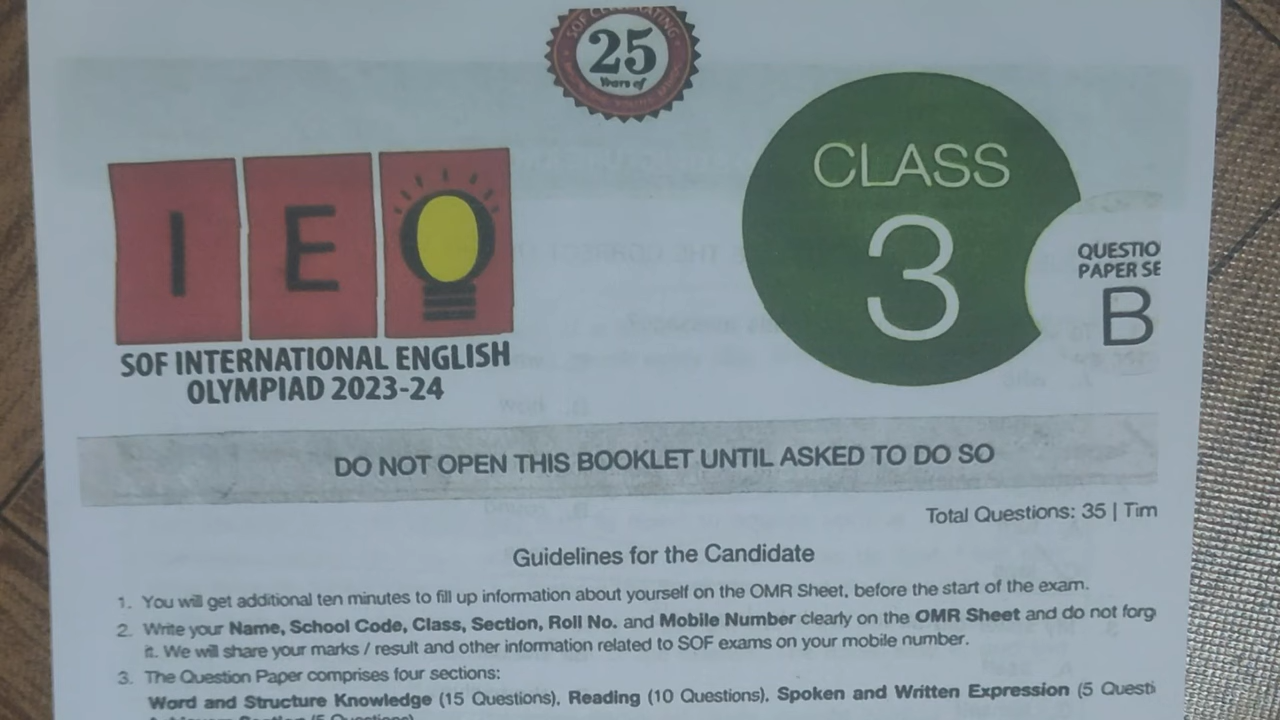 SOF CELEBRATING
25
Years of
CLASS
3
QUESTIO
PAPER SE
B
I E O
SOF INTERNATIONAL ENGLISH
OLYMPIAD 2023-24
DO NOT OPEN THIS BOOKLET UNTIL ASKED TO DO SO
Total Questions: 35 | Tim
Guidelines for the Candidate
1. You will get additional ten minutes to fill up information about yourself on the OMR Sheet, before the start of the exam.
2. Write your Name, School Code, Class, Section, Roll No. and Mobile Number clearly on the OMR Sheet and do not forg
it. We will share your marks / result and other information related to SOF exams on your mobile number.
3. The Question Paper comprises four sections:
Word and Structure Knowledge (15 Questions), Reading (10 Questions), Spoken and Written Expression (5 Questi